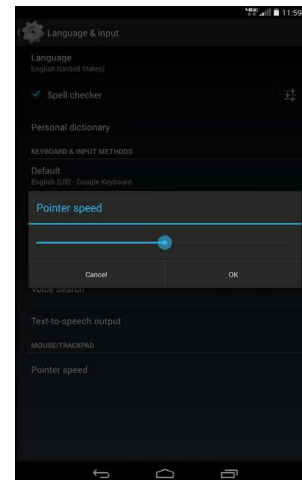 11:59
Language & input
Language
English (United States)
Spell checker
Personal dictionary
KEYBOARD & INPUT METHODS
Default
English (US) - Google Keyboard
Pointer speed
Cancel OK
Voice Search
Text-to-speech output
MOUSE/TRACKPAD
Pointer speed